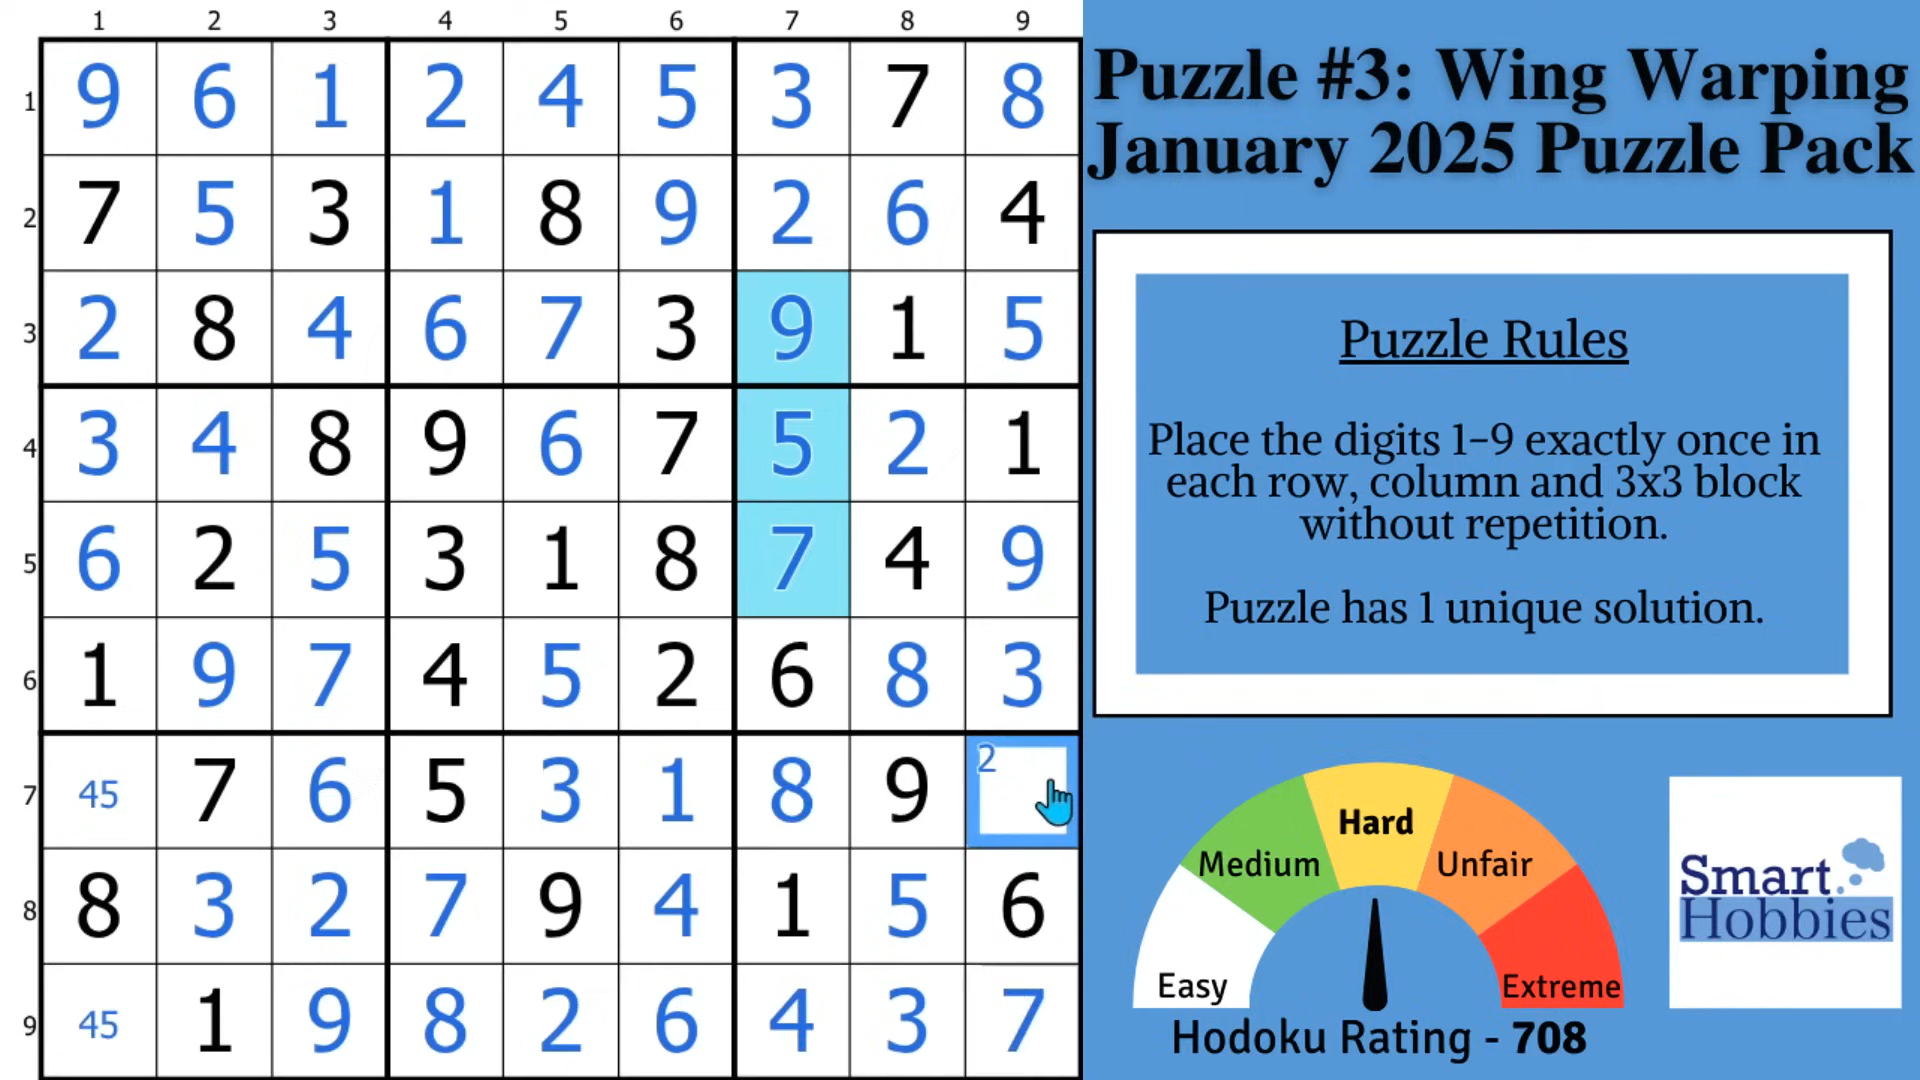 1 2 3 4 5 6 7 8 9
1 9 6 1 2 4 5 3 7 8
2 7 5 3 1 8 9 2 6 4
3 2 8 4 6 7 3 9 1 5
4 3 4 8 9 6 7 5 2 1
5 6 2 5 3 1 8 7 4 9
6 1 9 7 4 5 2 6 8 3
7 45 7 6 5 3 1 8 9 2
8 8 3 2 7 9 4 1 5 6
9 45 1 9 8 2 6 4 3 7
Puzzle #3: Wing Warping
January 2025 Puzzle Pack
Puzzle Rules
Place the digits 1-9 exactly once in
each row, column and 3x3 block
without repetition.
Puzzle has 1 unique solution.
Easy
Medium
Hard
Unfair
Extreme
Hodoku Rating - 708
Smart
Hobbies